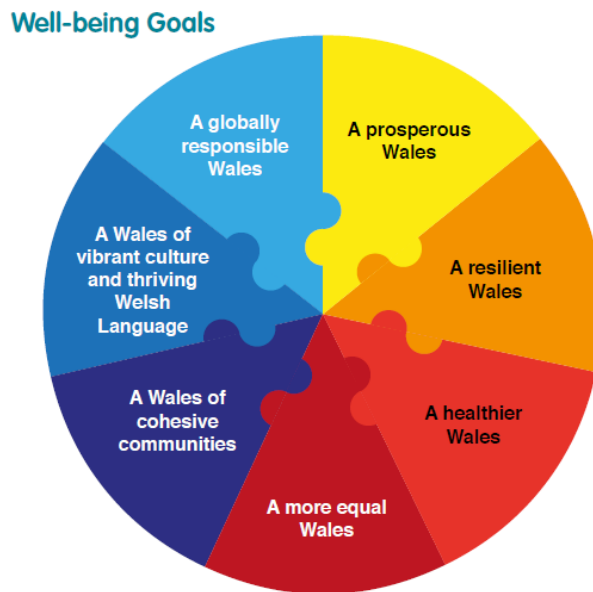 Well-being Goals
A prosperous
Wales
A resilient
Wales
A healthier
Wales
A more equal
Wales
A Wales of
cohesive
communities
A Wales of
vibrant culture
and thriving
Welsh
Language
A globally
responsible
Wales